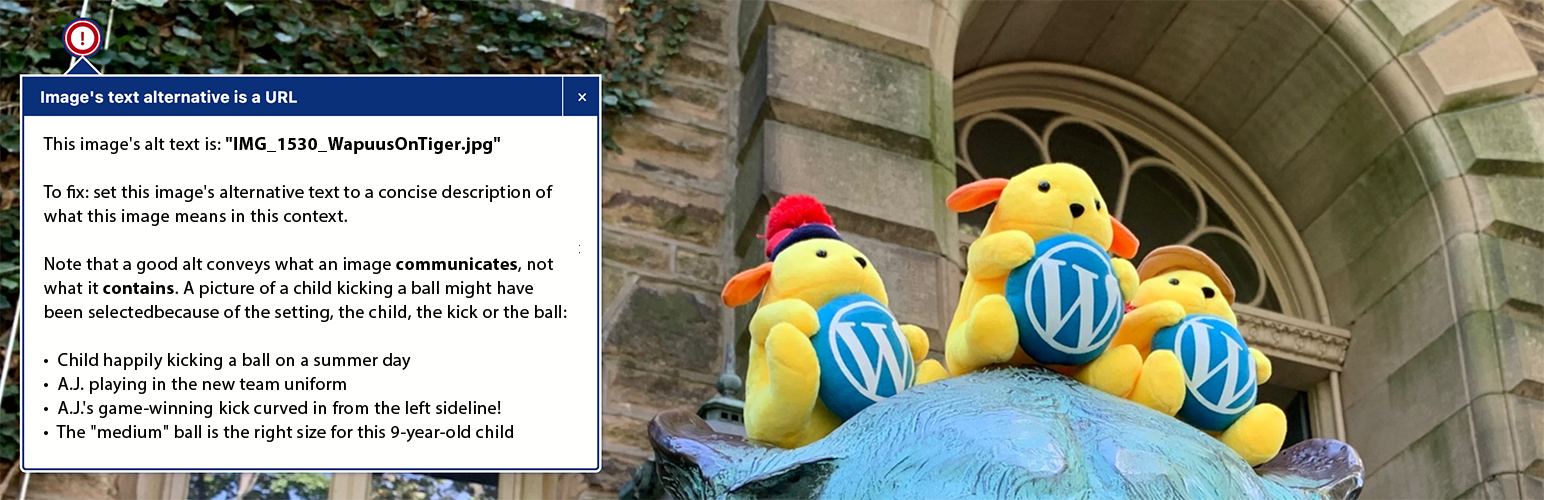 !
Image's text alternative is a URL ×
This image's alt text is: "IMG_1530_WapuusOnTiger.jpg"
To fix: set this image's alternative text to a concise description of
what this image means in this context.
Note that a good alt conveys what an image communicates, not
what it contains. A picture of a child kicking a ball might have
been selectedbecause of the setting, the child, the kick or the ball:
• Child happily kicking a ball on a summer day
• A.J. playing in the new team uniform
• A.J.'s game-winning kick curved in from the left sideline!
• The "medium" ball is the right size for this 9-year-old child
W
W
W